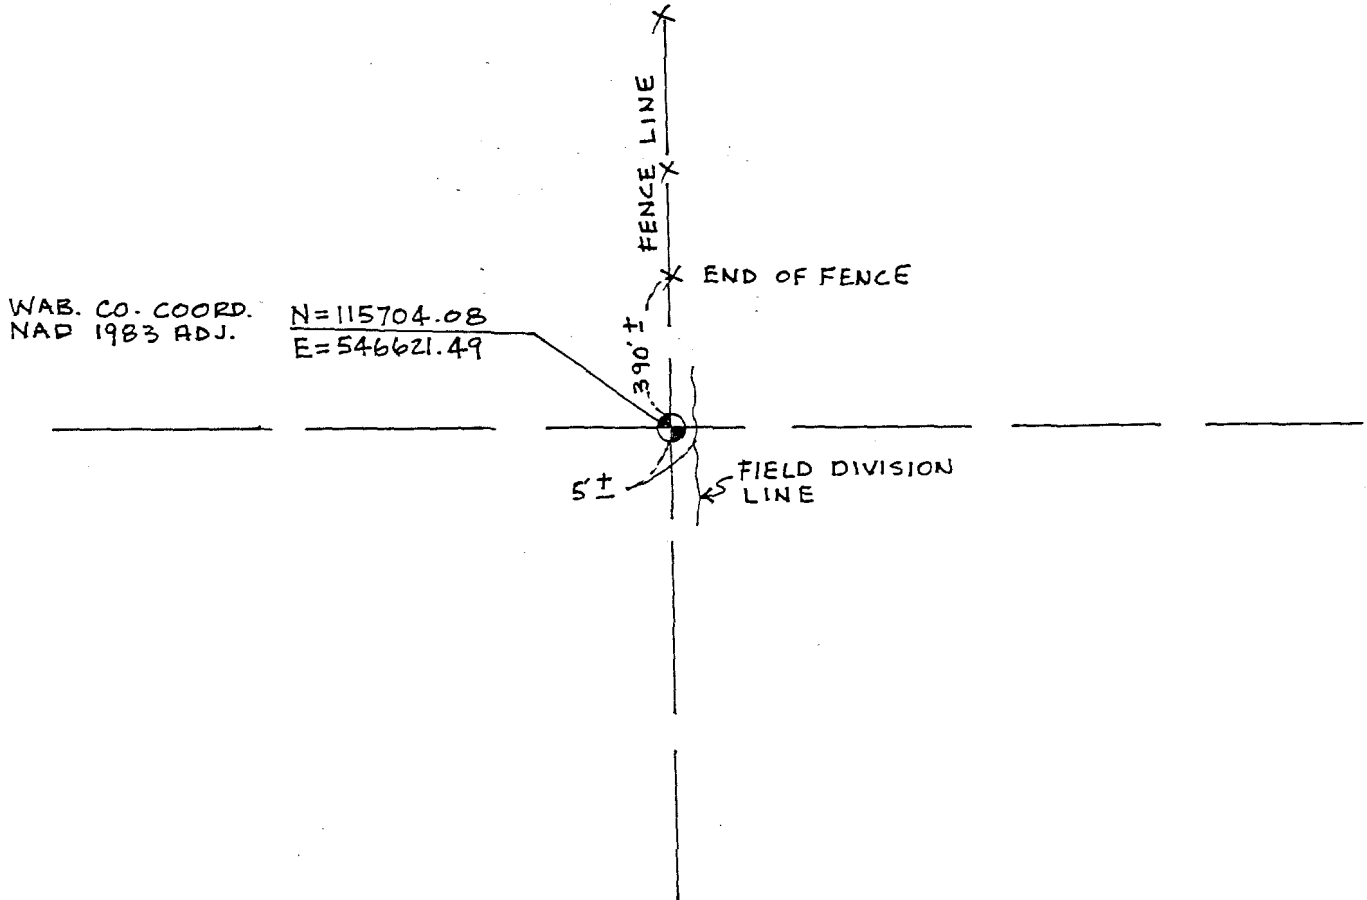 FENCE LINE
END OF FENCE
WAB. CO. COORD.
NAD 1983 ADJ.
N=115704.08
E=546621.49
390'±
5'±
FIELD DIVISION
LINE